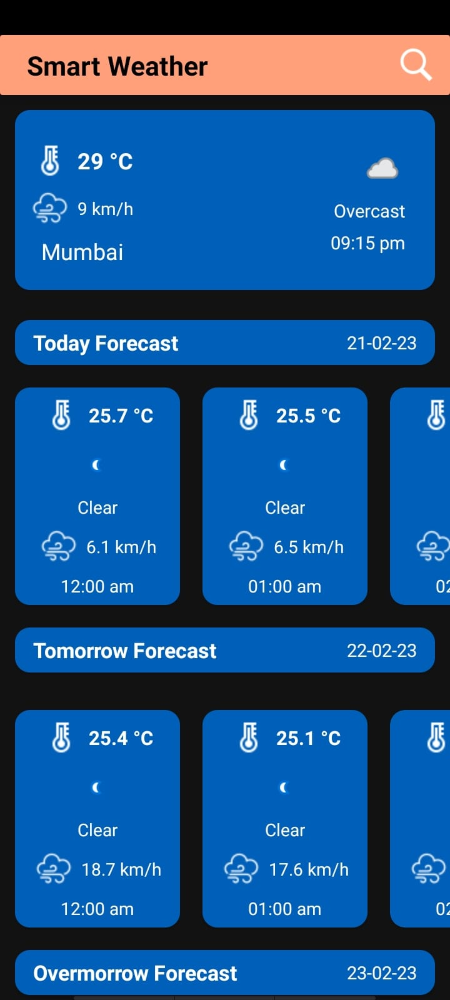 Smart Weather
29 °C
9 km/h
Mumbai
Overcast
09:15 pm
Today Forecast 21-02-23
25.7 °C
Clear
6.1 km/h
12:00 am
25.5 °C
Clear
6.5 km/h
01:00 am
Tomorrow Forecast 22-02-23
25.4 °C
Clear
18.7 km/h
12:00 am
25.1 °C
Clear
17.6 km/h
01:00 am
Overmorrow Forecast 23-02-23